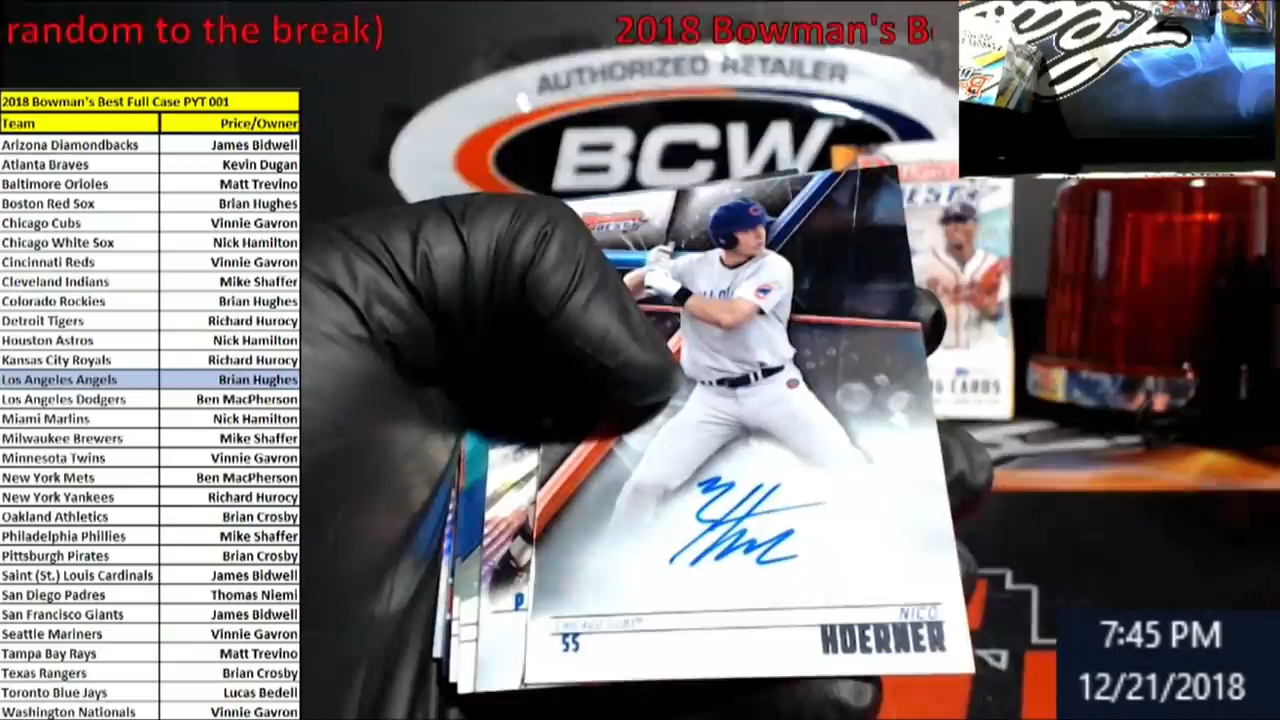 random to the break)
2018 Bowman's B
2018 Bowman's Best Full Case PYT 001
Team Price/Owner
Arizona Diamondbacks James Bidwell
Atlanta Braves Kevin Dugan
Baltimore Orioles Matt Trevino
Boston Red Sox Brian Hughes
Chicago Cubs Vinnie Gavron
Chicago White Sox Nick Hamilton
Cincinnati Reds Vinnie Gavron
Cleveland Indians Mike Shaffer
Colorado Rockies Brian Hughes
Detroit Tigers Richard Hurocy
Houston Astros Nick Hamilton
Kansas City Royals Richard Hurocy
Los Angeles Angels Brian Hughes
Los Angeles Dodgers Ben MacPherson
Miami Marlins Nick Hamilton
Milwaukee Brewers Mike Shaffer
Minnesota Twins Vinnie Gavron
New York Mets Ben MacPherson
New York Yankees Richard Hurocy
Oakland Athletics Brian Crosby
Philadelphia Phillies Mike Shaffer
Pittsburgh Pirates Brian Crosby
Saint (St.) Louis Cardinals James Bidwell
San Diego Padres Thomas Niemi
San Francisco Giants James Bidwell
Seattle Mariners Vinnie Gavron
Tampa Bay Rays Matt Trevino
Texas Rangers Brian Crosby
Toronto Blue Jays Lucas Bedell
Washington Nationals Vinnie Gavron
AUTHORIZED RETAILER
BCW
CARDS
P
NICO
55 HOERNER
7:45 PM
12/21/2018